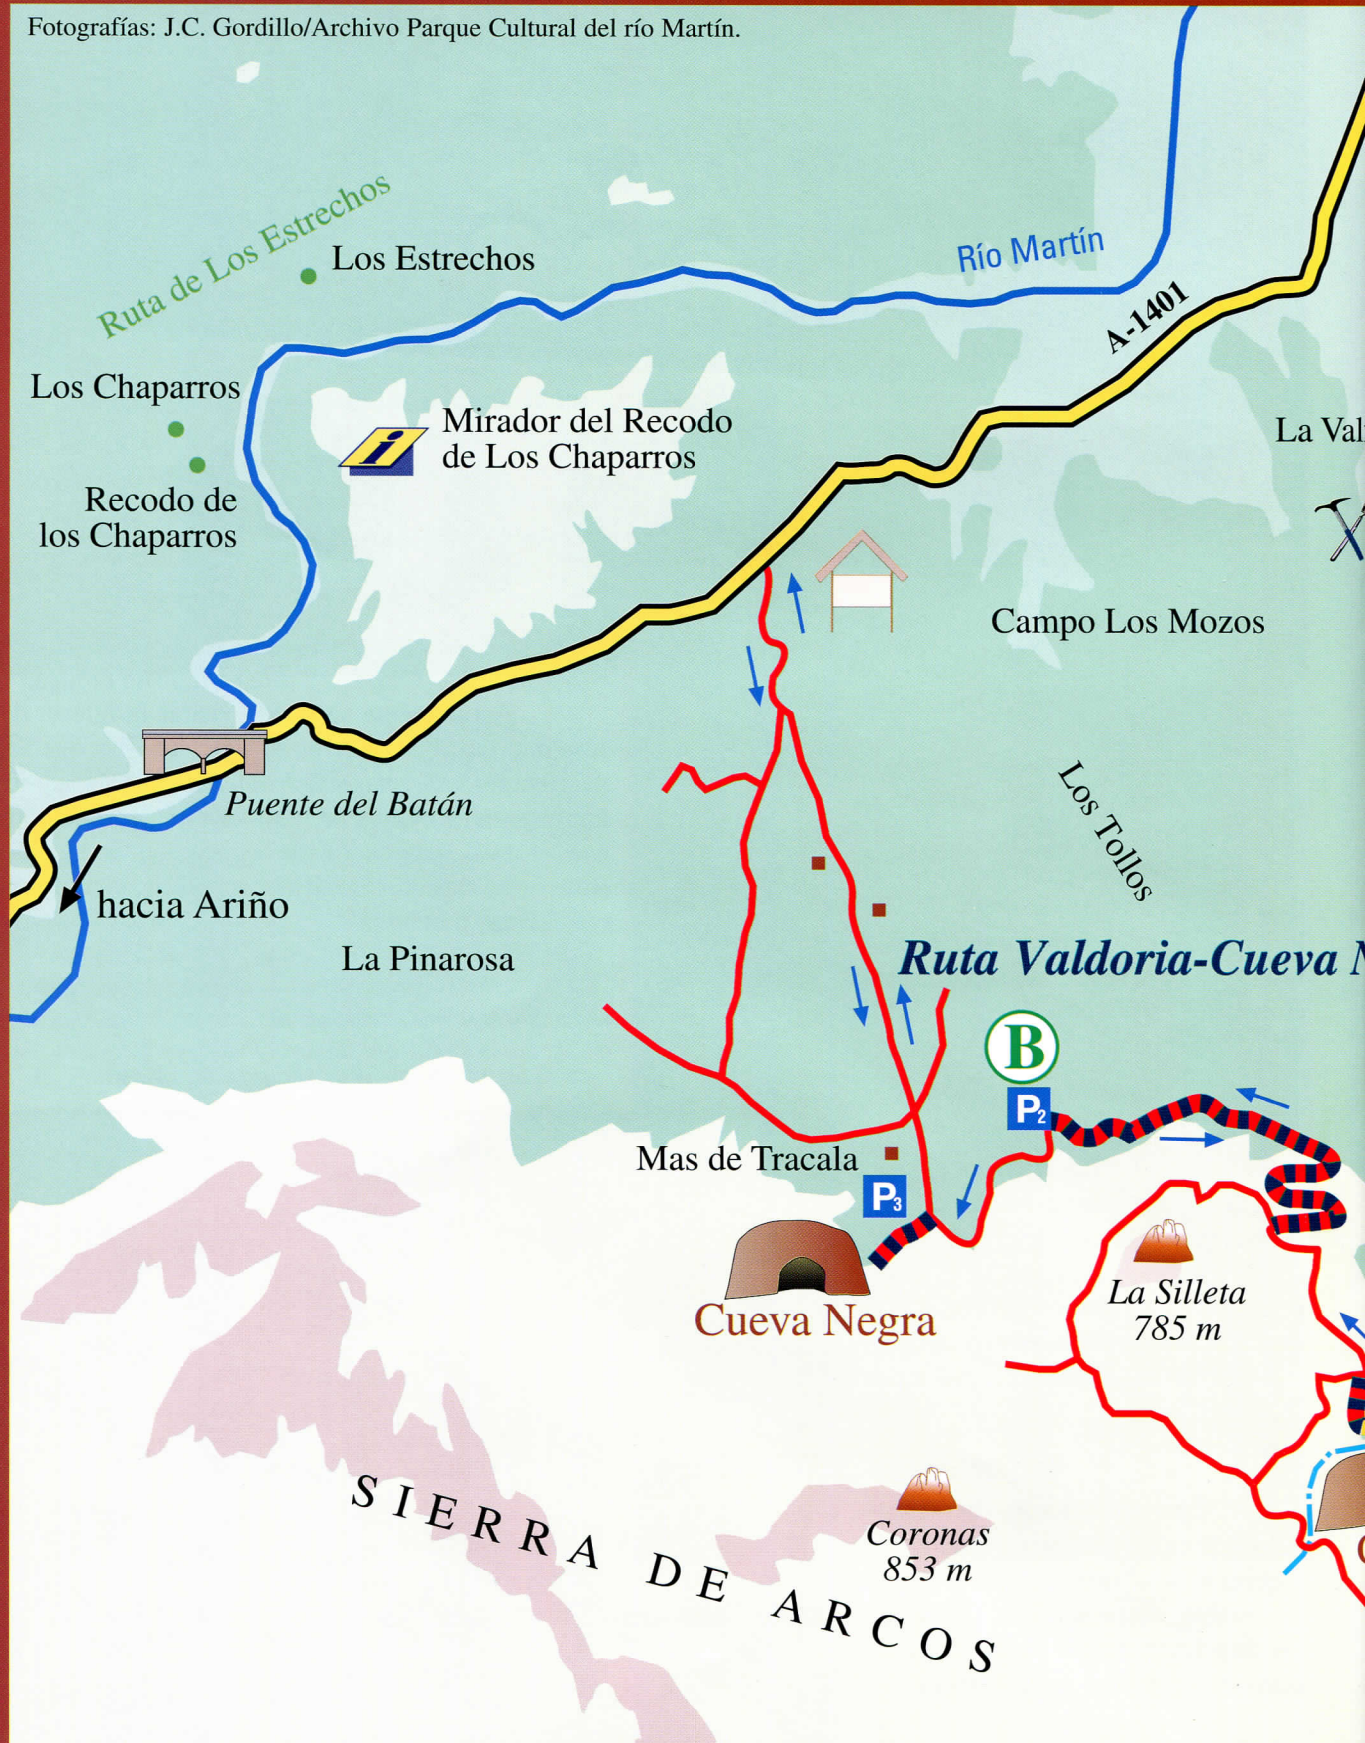 Fotografías: J.C. Gordillo/Archivo Parque Cultural del río Martín.
Ruta de Los Estrechos
Los Estrechos
Río Martín
A-1401
Los Chaparros
Mirador del Recodo
de Los Chaparros
i
La Val
Recodo de
los Chaparros
Campo Los Mozos
Puente del Batán
Los Tollos
hacia Ariño
La Pinarosa
Ruta Valdoria-Cueva N
B
P2
Mas de Tracala
P3
Cueva Negra
La Silleta
785 m
SIERRA DE ARCOS
Coronas
853 m